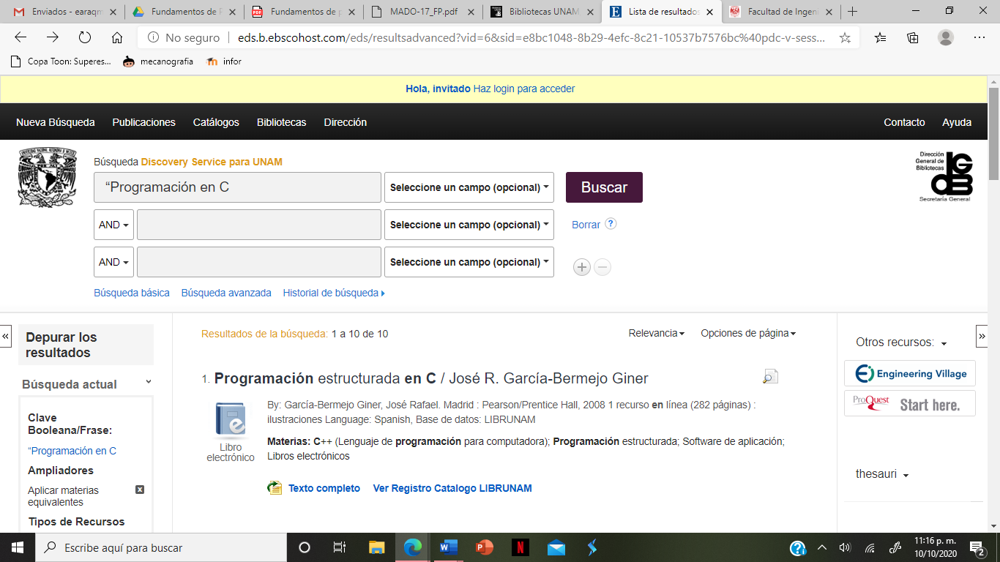 Enviados - earaqm
Fundamentos de P
Fundamentos de p
MADO-17_FP.pdf
Bibliotecas UNAM
Lista de resultados
Facultad de Ingeni
No seguro
eds.b.ebscohost.com/eds/resultsadvanced?vid=6&sid=e8bc1048-8b29-4efc-8c21-10537b7576bc%40pdc-v-sess...
Copa Toon: Superes...
mecanografia
infor
Hola, invitado Haz login para acceder
Nueva Búsqueda
Publicaciones
Catálogos
Bibliotecas
Dirección
Contacto
Ayuda
Búsqueda Discovery Service para UNAM
“Programación en C
Seleccione un campo (opcional)
Buscar
AND
Seleccione un campo (opcional)
Borrar
?
AND
Seleccione un campo (opcional)
Búsqueda básica
Búsqueda avanzada
Historial de búsqueda
Dirección
General de
Bibliotecas
DGB
Secretaría General
«
Depurar los
resultados
Búsqueda actual
Clave
Booleana/Frase:
“Programación en C
Ampliadores
Aplicar materias
equivalentes
Tipos de Recursos
Resultados de la búsqueda: 1 a 10 de 10
Relevancia
Opciones de página
1. Programación estructurada en C / José R. García-Bermejo Giner
Libro
electrónico
By: García-Bermejo Giner, José Rafael. Madrid : Pearson/Prentice Hall, 2008 1 recurso en línea (282 páginas) :
ilustraciones Language: Spanish, Base de datos: LIBRUNAM
Materias: C++ (Lenguaje de programación para computadora); Programación estructurada; Software de aplicación;
Libros electrónicos
Texto completo
Ver Registro Catalogo LIBRUNAM
»
Otros recursos:
Engineering Village
ProQuest Start here.
thesauri
Escribe aquí para buscar
11:16 p. m.
10/10/2020
2